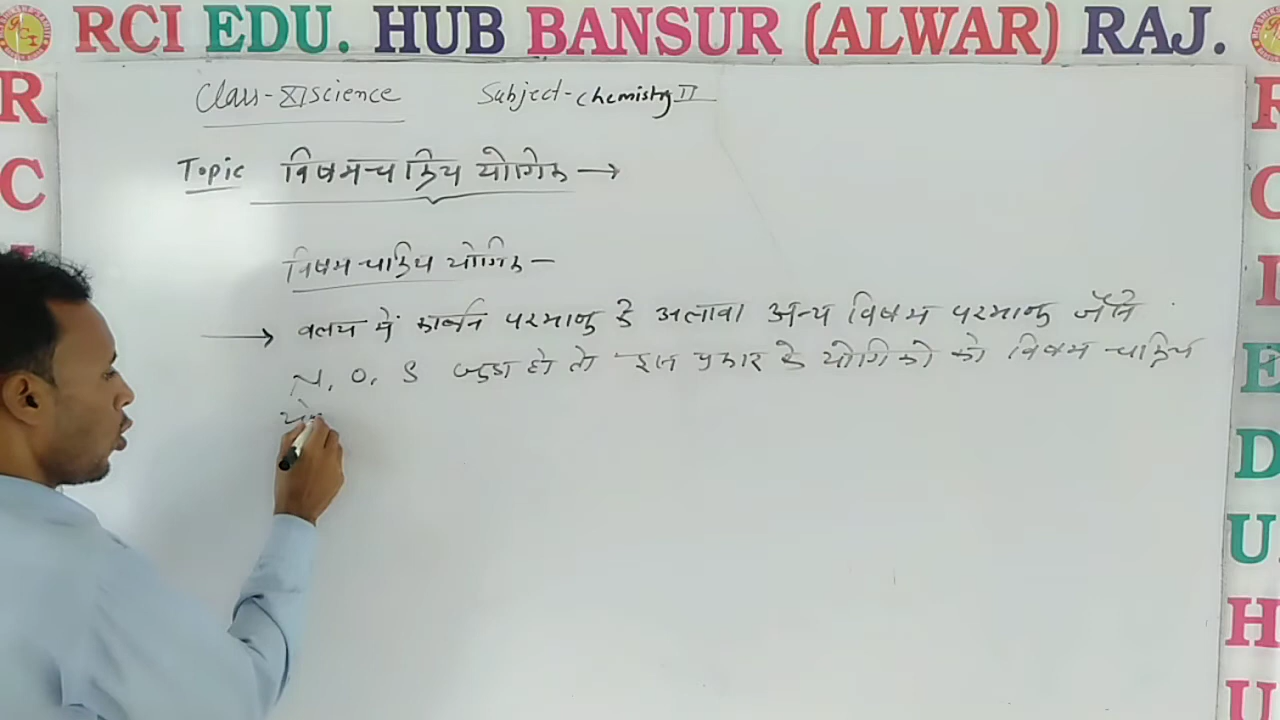 RCI EDU. HUB BANSUR (ALWAR) RAJ.
Class-XI science Subject-chemistry II
Topic विषमचक्रिय योगिक →
विषमचक्रिय योगिक –
→ वलय में कार्बन परमाणु के अलावा अन्य विषम परमाणु जैसे
N, O, S जुडा हो तो इस प्रकार के योगिको को विषम चक्रिय
यो
R
C
I
R
C
I
E
D
U.
H
U